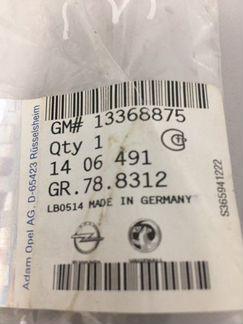 GM# 13368875
Qty 1
14 06 491
GR.78.8312
LB0514 MADE IN GERMANY
Adam Opel AG, D-65423 Rüsselsheim
S365941222